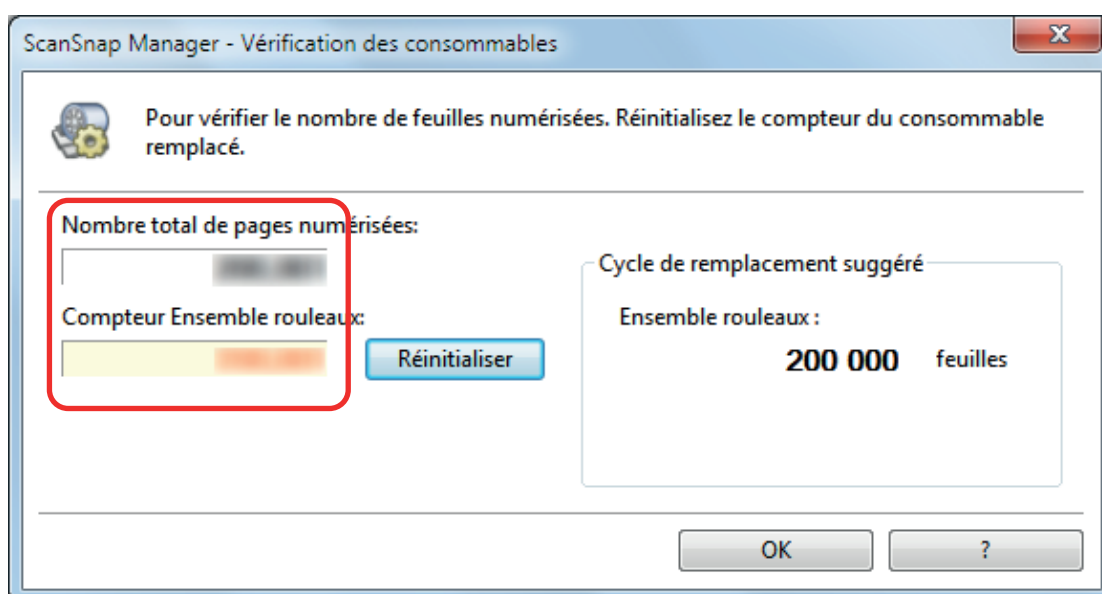 ScanSnap Manager - Vérification des consommables
Pour vérifier le nombre de feuilles numérisées. Réinitialisez le compteur du consommable
remplacé.
Nombre total de pages numérisées:
Cycle de remplacement suggéré
Compteur Ensemble rouleaux:
Ensemble rouleaux :
Réinitialiser
200 000 feuilles
OK
?